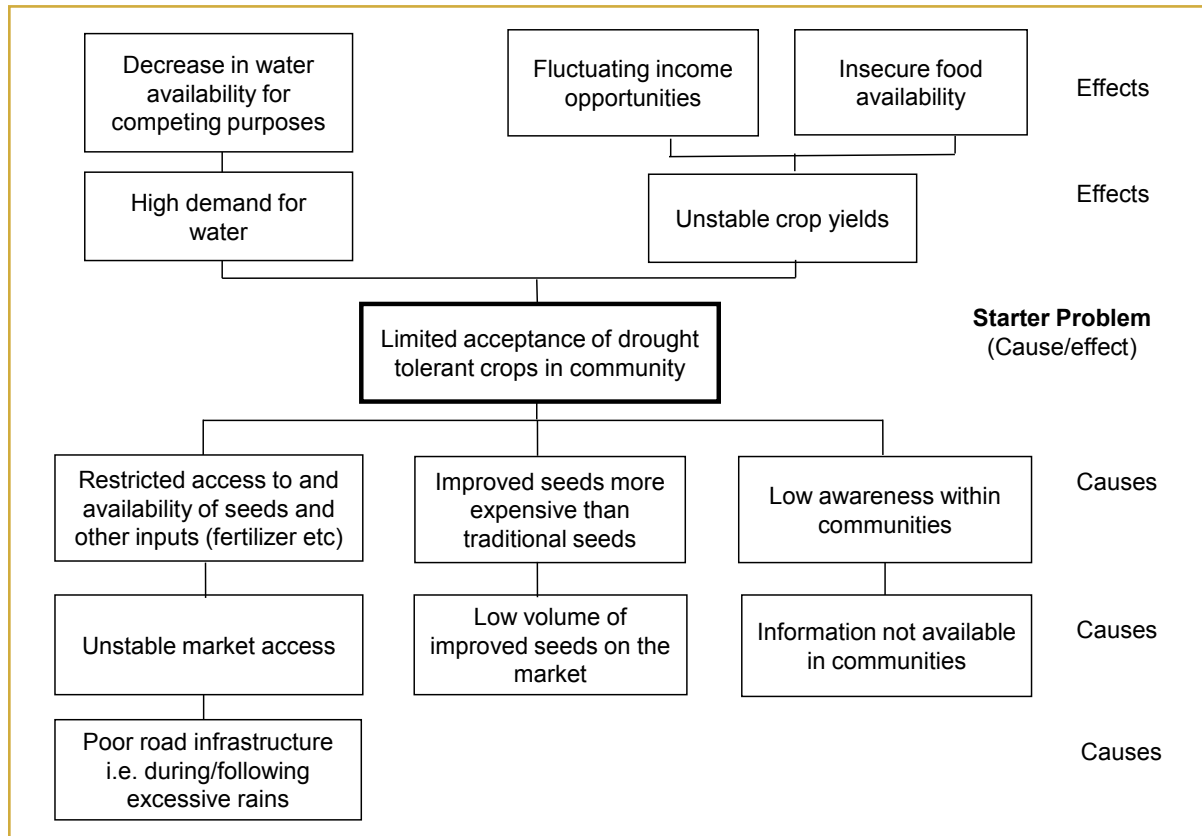 Decrease in water
availability for
competing purposes
Fluctuating income
opportunities
Insecure food
availability
Effects
High demand for
water
Unstable crop yields
Effects
Limited acceptance of drought
tolerant crops in community
Starter Problem
(Cause/effect)
Restricted access to and
availability of seeds and
other inputs (fertilizer etc)
Improved seeds more
expensive than
traditional seeds
Low awareness within
communities
Causes
Unstable market access
Low volume of
improved seeds on the
market
Information not available
in communities
Causes
Poor road infrastructure
i.e. during/following
excessive rains
Causes